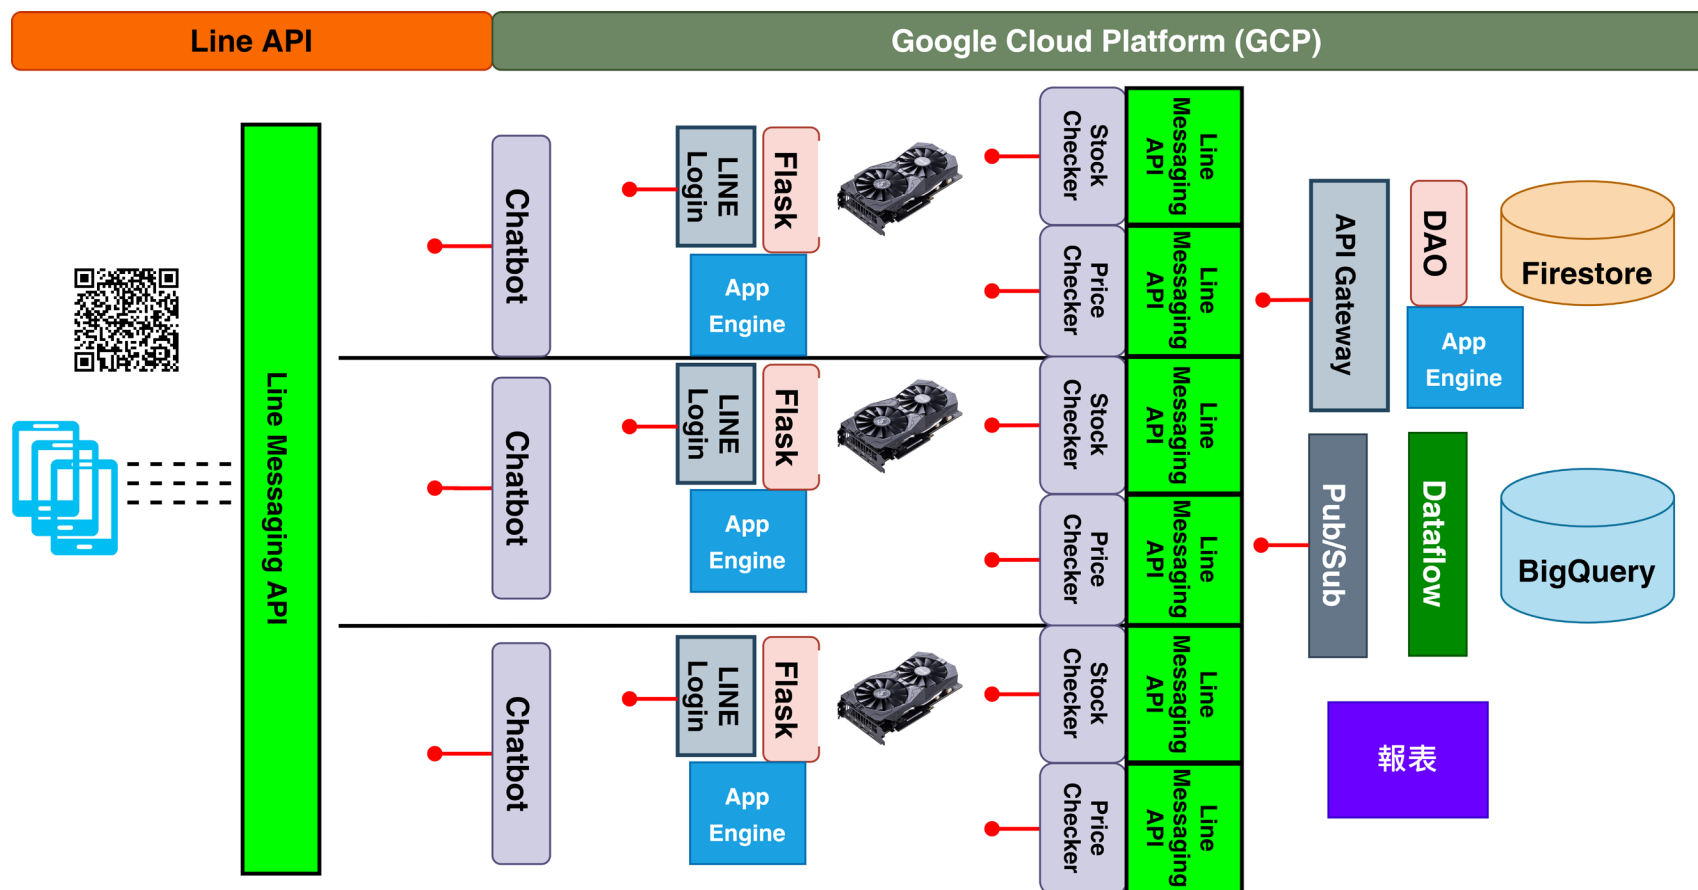 Line API
Google Cloud Platform (GCP)
Line Messaging API
Chatbot
LINE
Login
Flask
App
Engine
Stock
Checker
Line
Messaging
API
Price
Checker
Line
Messaging
API
Chatbot
LINE
Login
Flask
App
Engine
Stock
Checker
Line
Messaging
API
Price
Checker
Line
Messaging
API
Chatbot
LINE
Login
Flask
App
Engine
Stock
Checker
Line
Messaging
API
Price
Checker
Line
Messaging
API
API Gateway
DAO
App
Engine
Firestore
Pub/Sub
Dataflow
BigQuery
報表